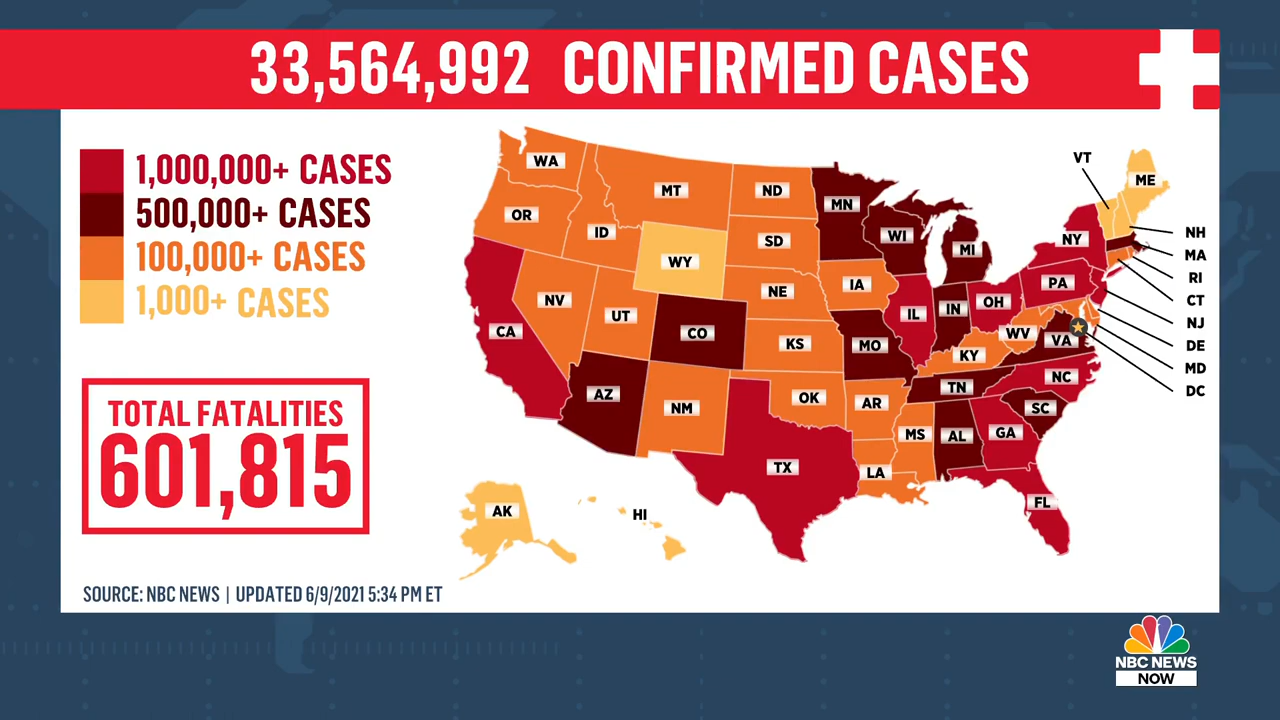 33,564,992 CONFIRMED CASES
1,000,000+ CASES
500,000+ CASES
100,000+ CASES
1,000+ CASES
TOTAL FATALITIES
601,815
WA
MT
ND
MN
OR
ID
SD
WI
MI
WY
NV
UT
CO
NE
IA
IL
IN
OH
PA
NY
VT
ME
NH
MA
RI
CT
NJ
DE
MD
DC
CA
AZ
NM
KS
MO
KY
WV
VA
OK
AR
TN
NC
SC
MS
AL
GA
LA
TX
FL
AK
HI
SOURCE: NBC NEWS | UPDATED 6/9/2021 5:34 PM ET
NBC NEWS
NOW